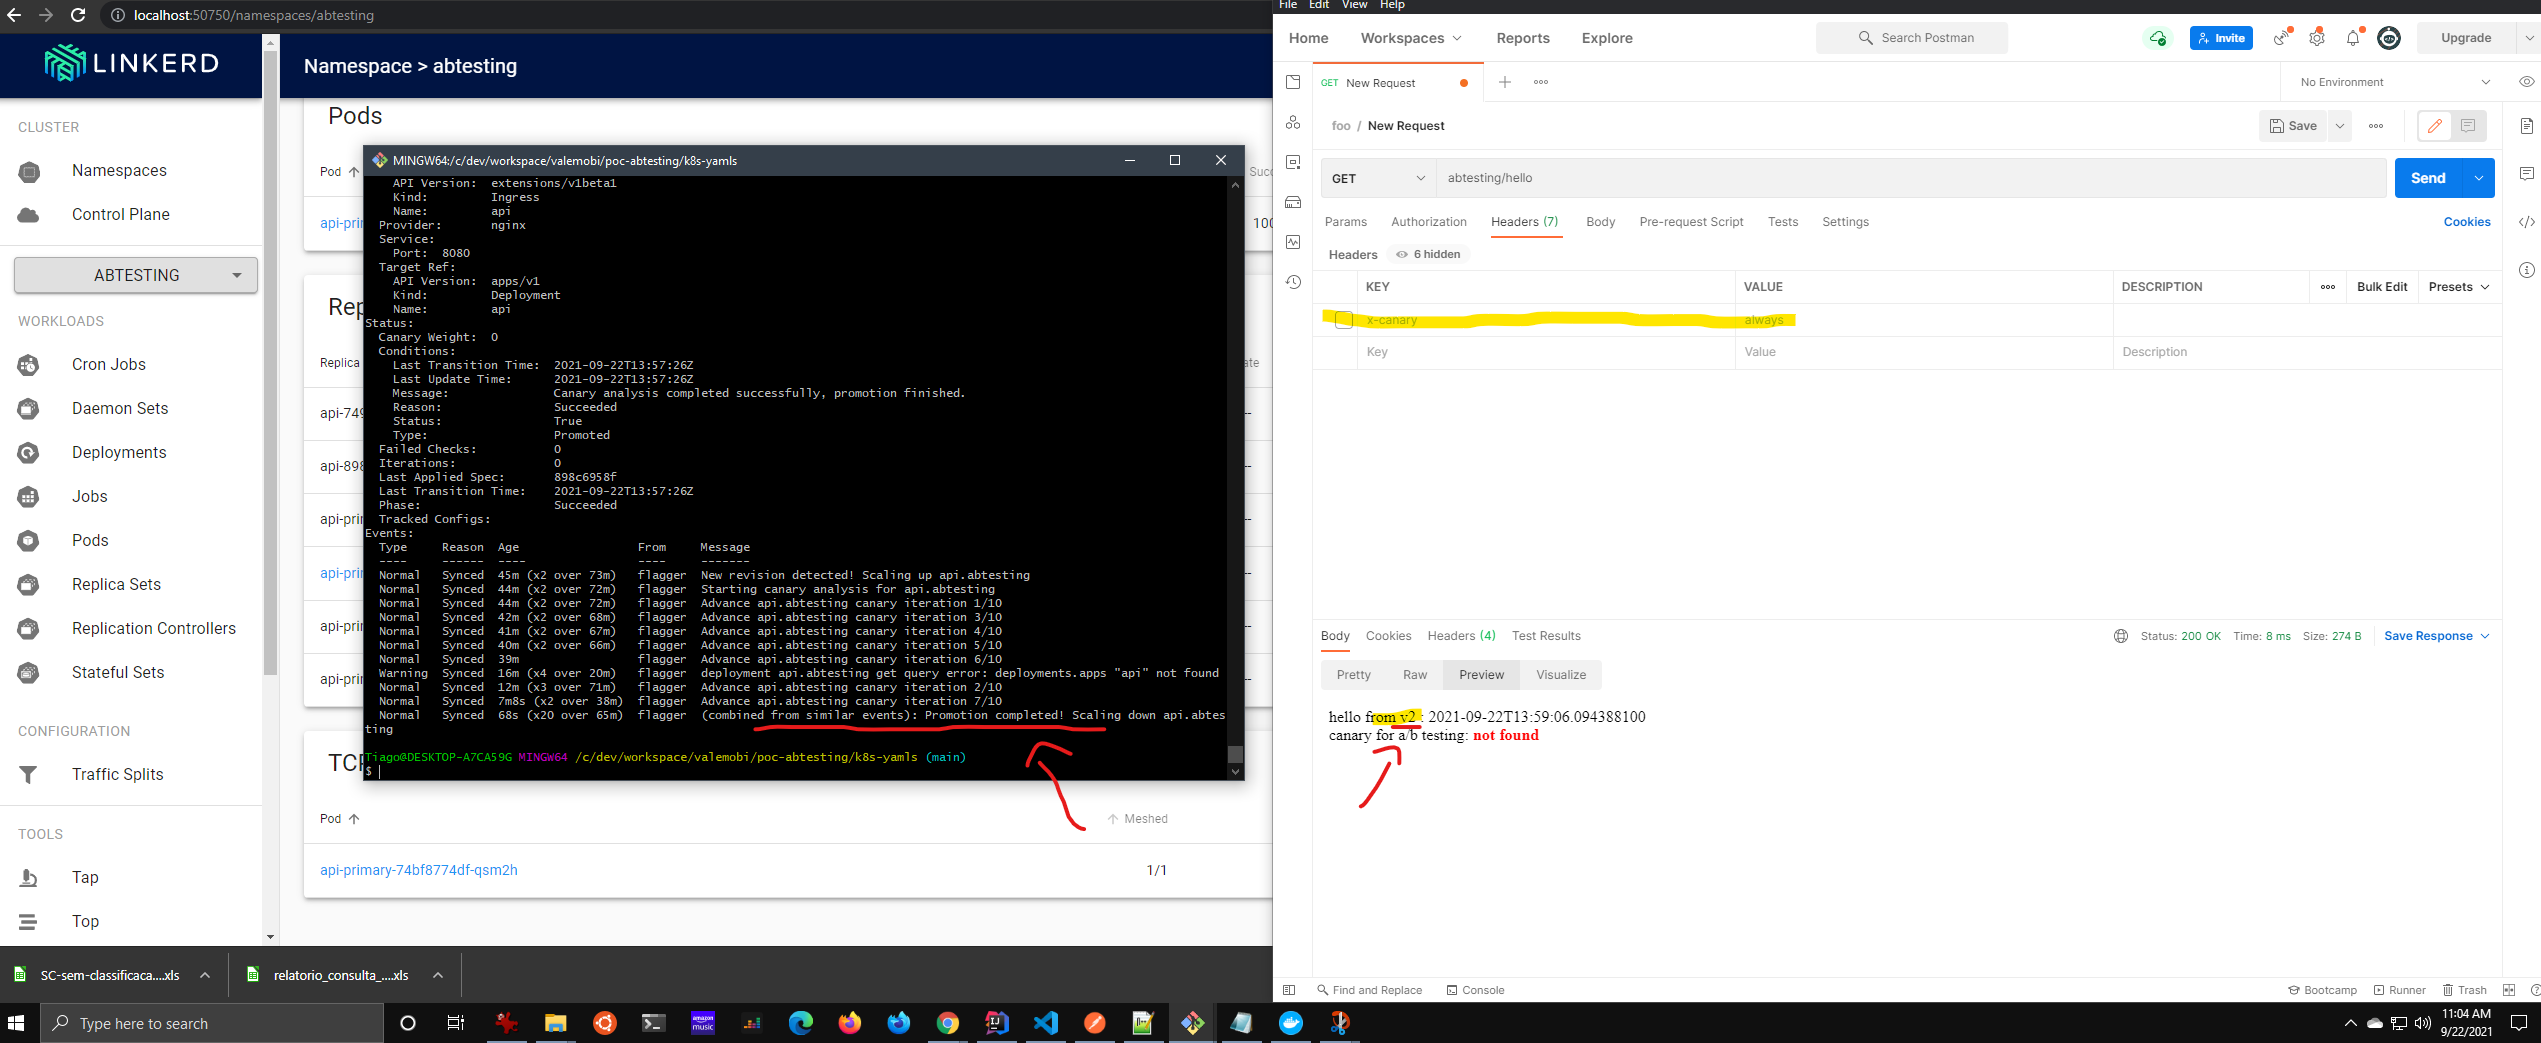 localhost:50750/namespaces/abtesting
LINKERD
Namespace > abtesting
CLUSTER
Namespaces
Control Plane
ABTESTING
WORKLOADS
Cron Jobs
Daemon Sets
Deployments
Jobs
Pods
Replica Sets
Replication Controllers
Stateful Sets
CONFIGURATION
Traffic Splits
TOOLS
Tap
Top
Pods
Pod
Succ
api-pri
100
Rep
Replica
ate
api-749
--
api-898
--
api-pri
--
api-pri
--
api-pri
--
api-pri
--
TCP
Pod
Meshed
api-primary-74bf8774df-qsm2h
1/1
MINGW64:/c/dev/workspace/valemobi/poc-abtesting/k8s-yamls
API Version:  extensions/v1beta1
Kind:         Ingress
Name:         api
Provider:         nginx
Service:
Port:  8080
Target Ref:
API Version:  apps/v1
Kind:         Deployment
Name:         api
Status:
Canary Weight:  0
Conditions:
Last Transition Time:  2021-09-22T13:57:26Z
Last Update Time:      2021-09-22T13:57:26Z
Message:               Canary analysis completed successfully, promotion finished.
Reason:                Succeeded
Status:                True
Type:                  Promoted
Failed Checks:           0
Iterations:              0
Last Applied Spec:       898c6958f
Last Transition Time:    2021-09-22T13:57:26Z
Phase:                   Succeeded
Tracked Configs:
Events:
Type     Reason  Age                 From     Message
----     ------  ----                ----     -------
Normal   Synced  45m (x2 over 73m)   flagger  New revision detected! Scaling up api.abtesting
Normal   Synced  44m (x2 over 72m)   flagger  Starting canary analysis for api.abtesting
Normal   Synced  44m (x2 over 72m)   flagger  Advance api.abtesting canary iteration 1/10
Normal   Synced  42m (x2 over 68m)   flagger  Advance api.abtesting canary iteration 3/10
Normal   Synced  41m (x2 over 67m)   flagger  Advance api.abtesting canary iteration 4/10
Normal   Synced  40m (x2 over 66m)   flagger  Advance api.abtesting canary iteration 5/10
Normal   Synced  39m                 flagger  Advance api.abtesting canary iteration 6/10
Warning  Synced  16m (x4 over 20m)   flagger  deployment api.abtesting get query error: deployments.apps "api" not found
Normal   Synced  12m (x3 over 71m)   flagger  Advance api.abtesting canary iteration 2/10
Normal   Synced  7m8s (x2 over 38m)  flagger  Advance api.abtesting canary iteration 7/10
Normal   Synced  68s (x20 over 65m)  flagger  (combined from similar events): Promotion completed! Scaling down api.abtes
ting
Tiago@DESKTOP-A7CA59G MINGW64 /c/dev/workspace/valemobi/poc-abtesting/k8s-yamls (main)
$
File Edit View Help
Home Workspaces Reports Explore Search Postman Invite Upgrade
GET New Request
No Environment
foo / New Request
Save
GET abtesting/hello Send
Params Authorization Headers (7) Body Pre-request Script Tests Settings Cookies
Headers 6 hidden
KEY VALUE DESCRIPTION Bulk Edit Presets
x-canary always
Key Value Description
Body Cookies Headers (4) Test Results Status: 200 OK Time: 8 ms Size: 274 B Save Response
Pretty Raw Preview Visualize
hello from v2 : 2021-09-22T13:59:06.094388100
canary for a/b testing: not found
Find and Replace Console Bootcamp Runner Trash
SC-sem-classificaca....xls relatorio_consulta_....xls
Type here to search
amazon music
11:04 AM
9/22/2021